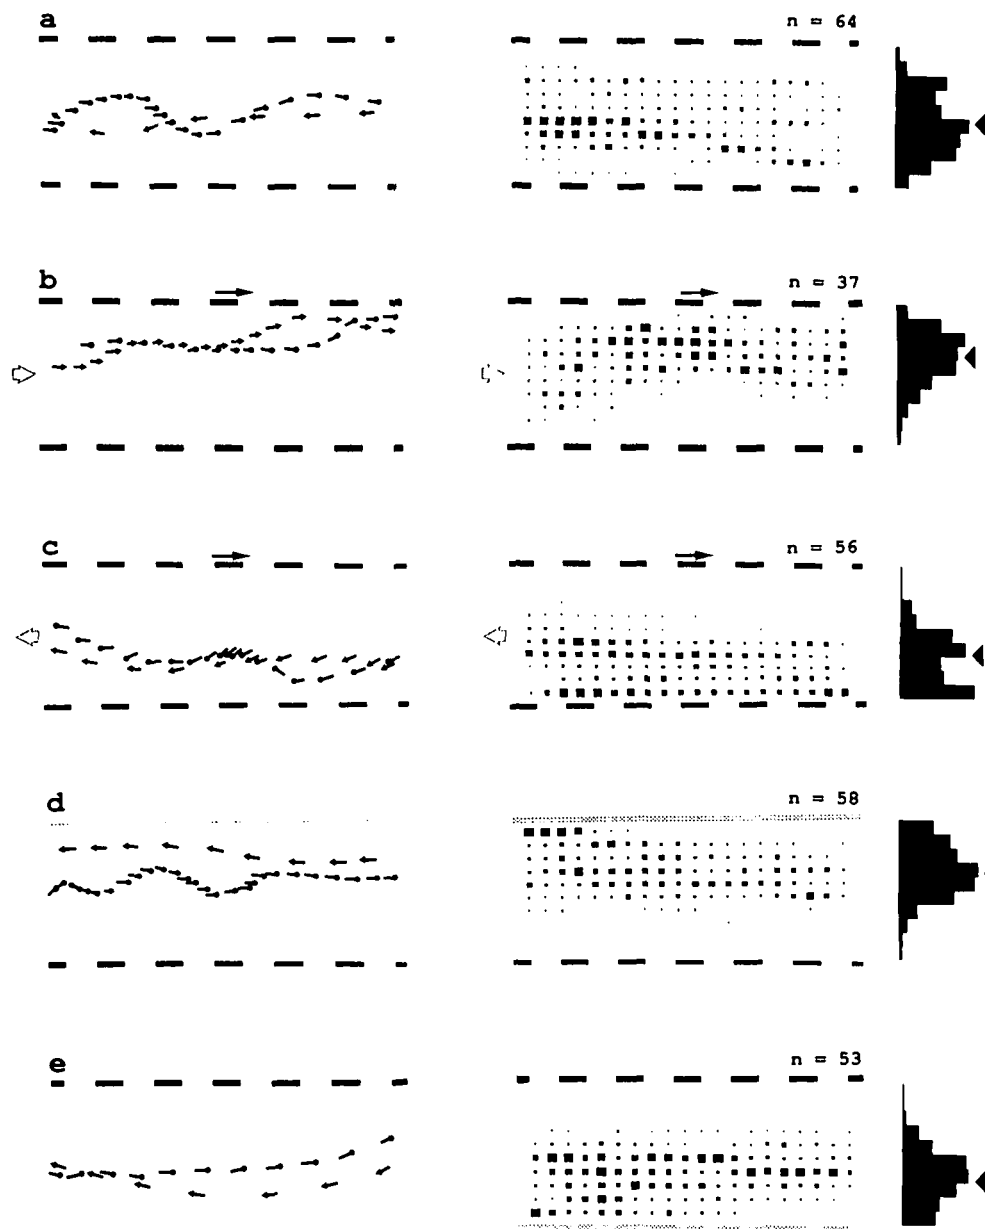 a
n = 64
b
n = 37
c
n = 56
d
n = 58
e
n = 53